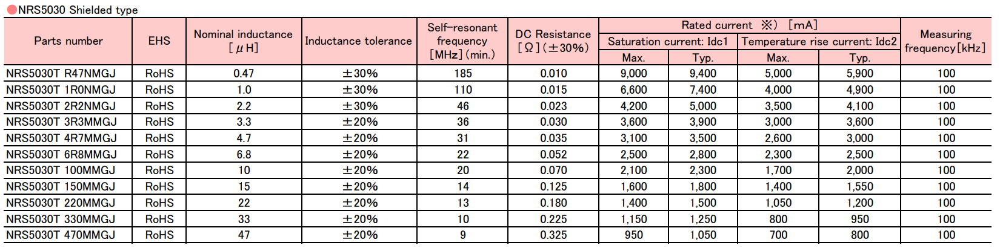 ●NRS5030 Shielded type
Parts number EHS Nominal inductance [μH] Inductance tolerance Self-resonant frequency [MHz](min.) DC Resistance [Ω](±30%) Rated current ※) [mA] Measuring frequency[kHz]
Saturation current: Idc1 Temperature rise current: Idc2
Max. Typ. Max. Typ.
NRS5030T R47NMGJ RoHS 0.47 ±30% 185 0.010 9,000 9,400 5,000 5,900 100
NRS5030T 1R0NMGJ RoHS 1.0 ±30% 110 0.015 6,600 7,400 4,000 4,900 100
NRS5030T 2R2NMGJ RoHS 2.2 ±30% 46 0.023 4,200 5,000 3,500 4,100 100
NRS5030T 3R3MMGJ RoHS 3.3 ±20% 36 0.030 3,600 3,900 3,000 3,600 100
NRS5030T 4R7MMGJ RoHS 4.7 ±20% 31 0.035 3,100 3,500 2,600 3,000 100
NRS5030T 6R8MMGJ RoHS 6.8 ±20% 22 0.052 2,500 2,800 2,300 2,500 100
NRS5030T 100MMGJ RoHS 10 ±20% 20 0.070 2,100 2,300 1,700 2,000 100
NRS5030T 150MMGJ RoHS 15 ±20% 14 0.125 1,600 1,800 1,400 1,550 100
NRS5030T 220MMGJ RoHS 22 ±20% 13 0.180 1,400 1,500 1,050 1,200 100
NRS5030T 330MMGJ RoHS 33 ±20% 10 0.225 1,150 1,250 800 950 100
NRS5030T 470MMGJ RoHS 47 ±20% 9 0.325 950 1,050 700 800 100